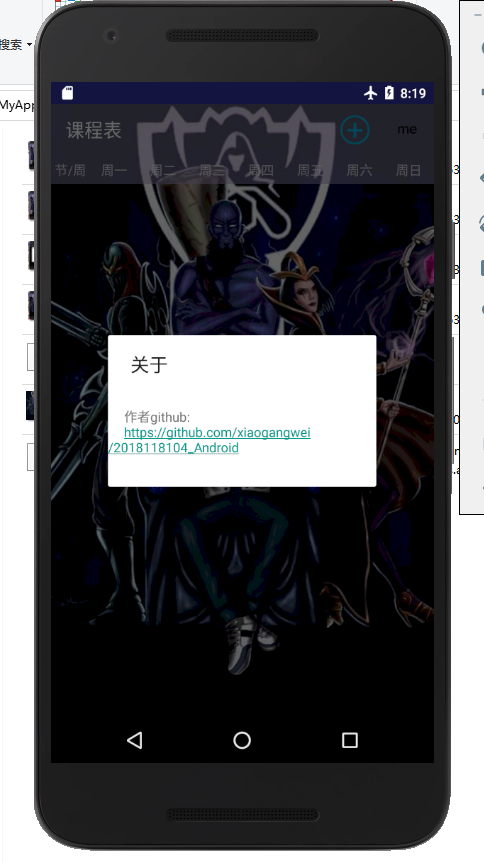 搜索
MyApp
8:19
课程表
me
节/周 周一 周二 周三 周四 周五 周六 周日
关于
作者github:
https://github.com/xiaogangwei
/2018118104_Android